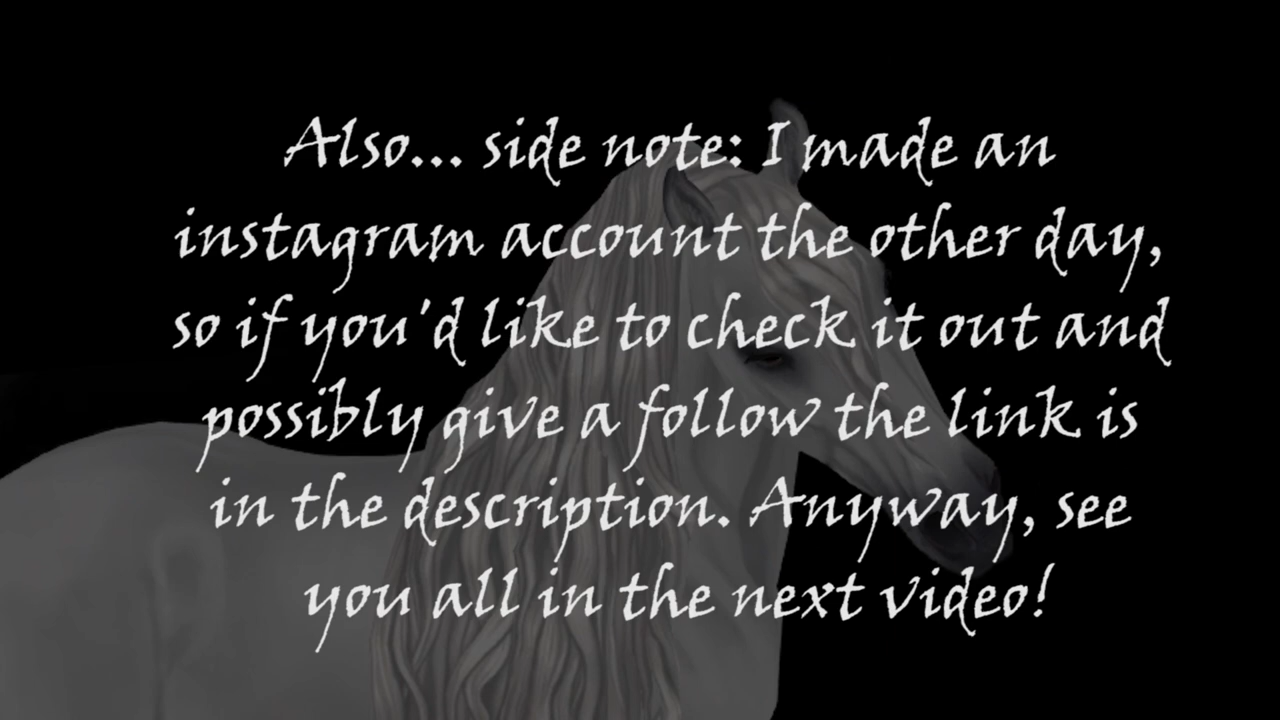 Also... side note: I made an
instagram account the other day,
so if you'd like to check it out and
possibly give a follow the link is
in the description. Anyway, see
you all in the next video!